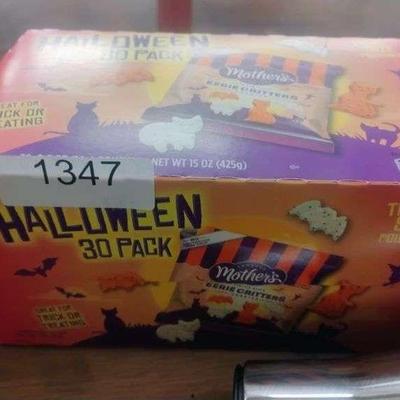 HALLOWEEN
30 PACK
GREAT FOR
TRICK OR
TREATING
Mother's
EERIE CRITTERS
NET WT 15 OZ (425g)
1347
HALLOWEEN
30 PACK
Mother's
EERIE CRITTERS
GREAT FOR
TRICK OR
TREATING